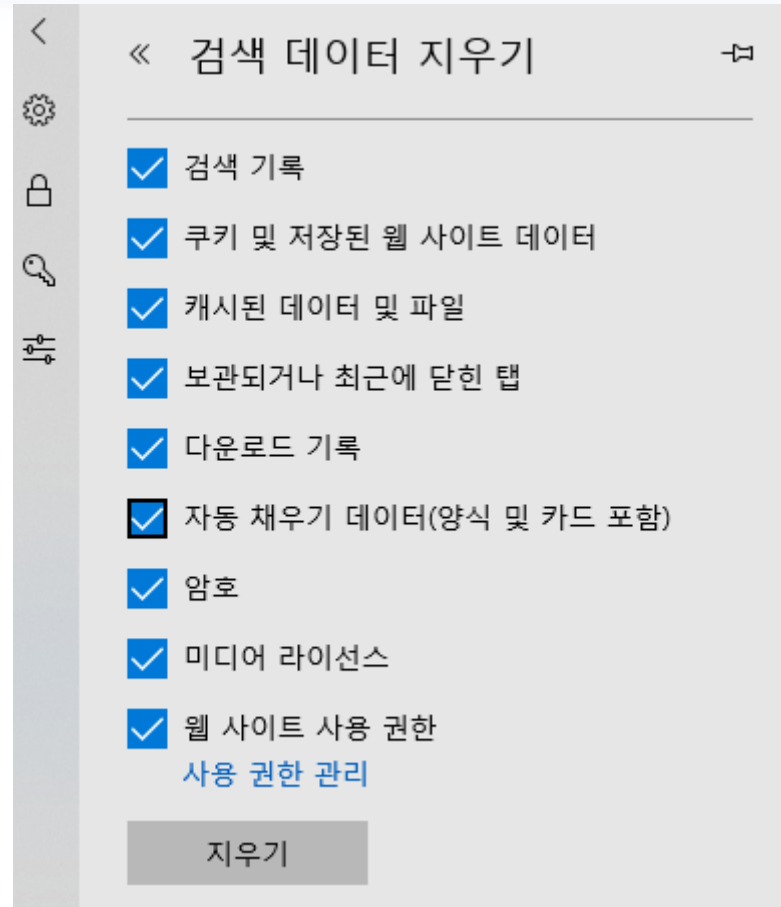 검색 데이터 지우기
검색 기록
쿠키 및 저장된 웹 사이트 데이터
캐시된 데이터 및 파일
보관되거나 최근에 닫힌 탭
다운로드 기록
자동 채우기 데이터(양식 및 카드 포함)
암호
미디어 라이선스
웹 사이트 사용 권한
사용 권한 관리
지우기